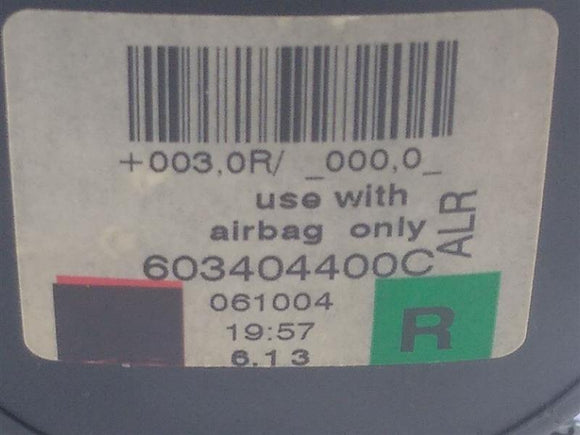 +003,0R/ _000,0_
use with
airbag only
ALR
603404400C
061004
19:57
6.13
R